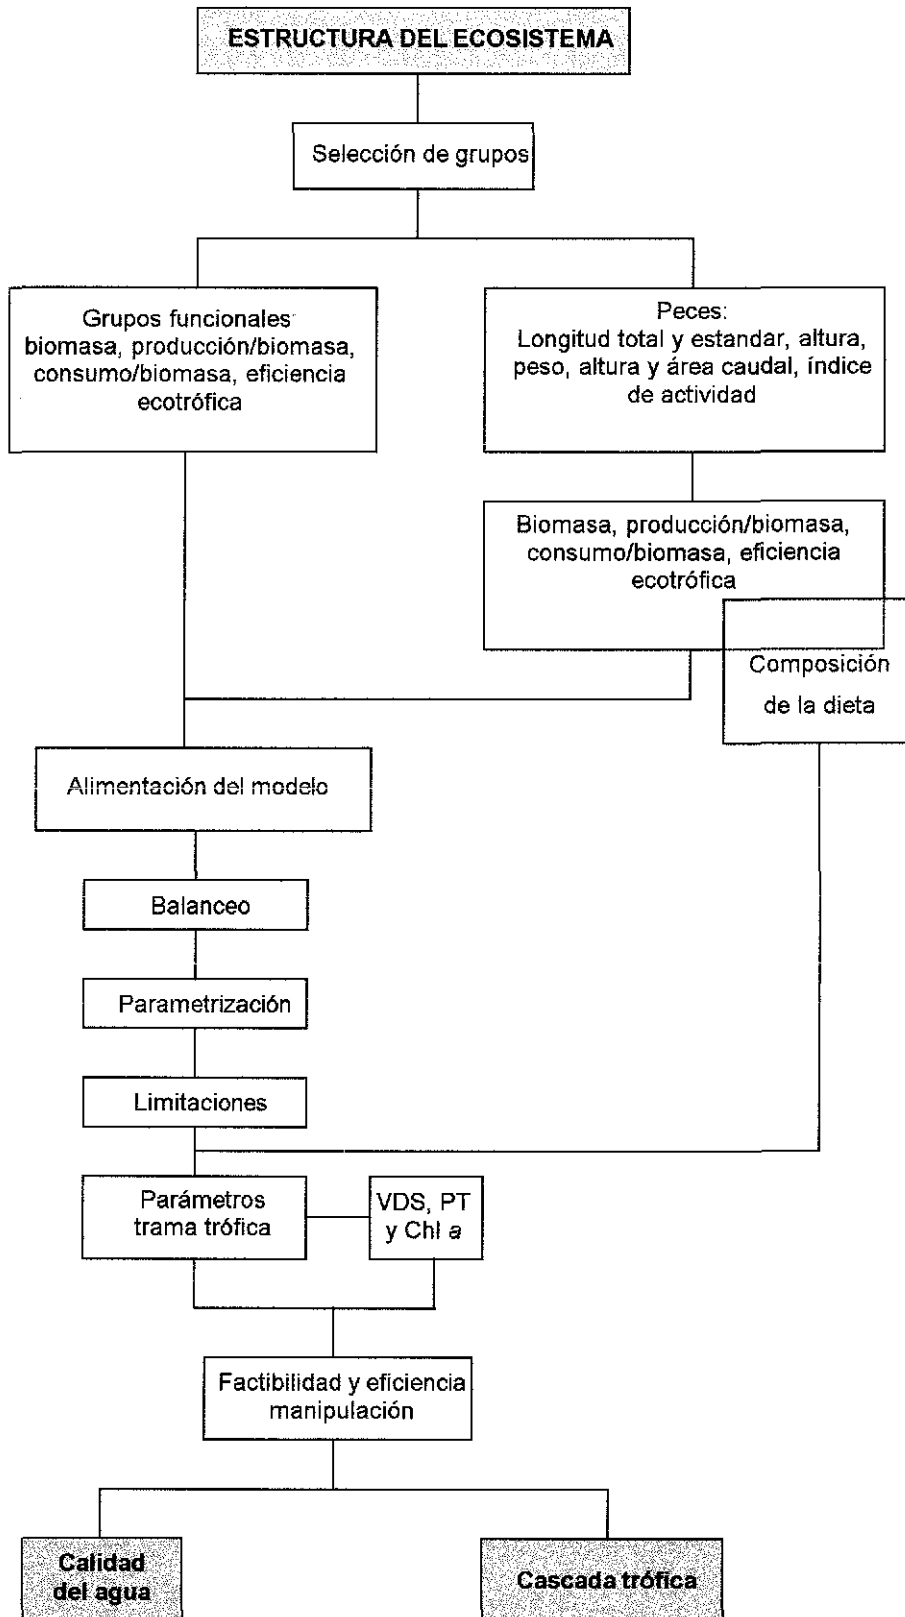 ESTRUCTURA DEL ECOSISTEMA
Selección de grupos
Grupos funcionales
biomasa, producción/biomasa,
consumo/biomasa, eficiencia
ecotrófica
Peces:
Longitud total y estandar, altura,
peso, altura y área caudal, índice
de actividad
Biomasa, producción/biomasa,
consumo/biomasa, eficiencia
ecotrófica
Composición
de la dieta
Alimentación del modelo
Balanceo
Parametrización
Limitaciones
Parámetros
trama trófica
VDS, PT
y Chl a
Factibilidad y eficiencia
manipulación
Calidad
del agua
Cascada trófica